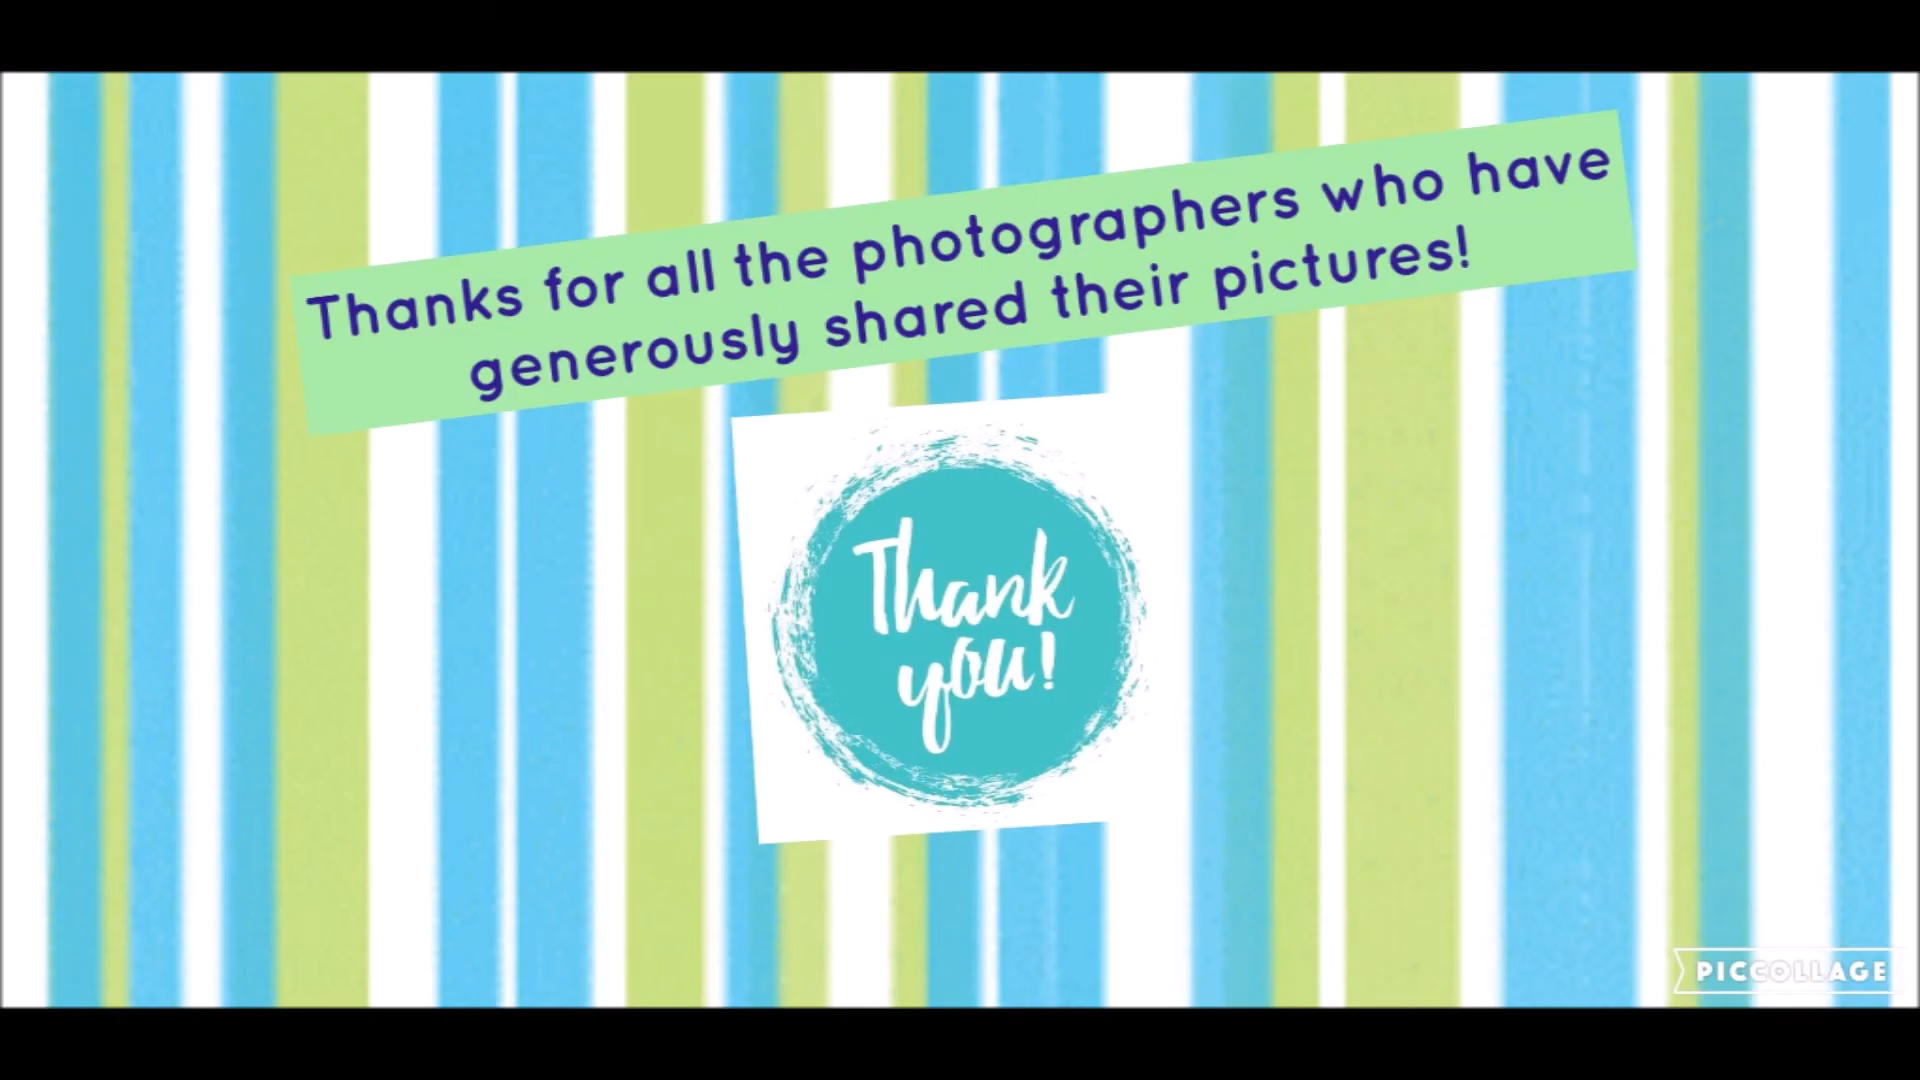 Thanks for all the photographers who have
generously shared their pictures!
Thank
you!
PICCOLLAGE